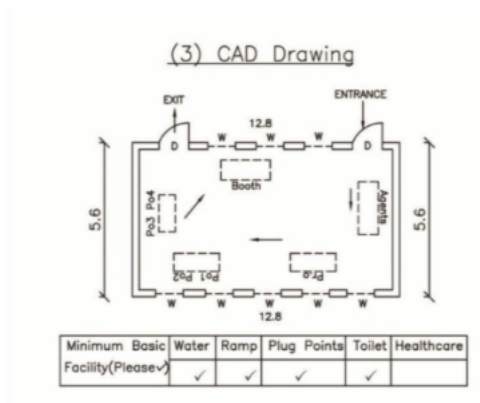 (3) CAD Drawing
EXIT
ENTRANCE
12.8
W W W
D D
Booth
Po3 Po4
Agents
5.6
5.6
Po2 Po1
Pro
W W W W W
12.8
Minimum Basic Facility(Please✓) Water Ramp Plug Points Toilet Healthcare
✓ ✓ ✓ ✓